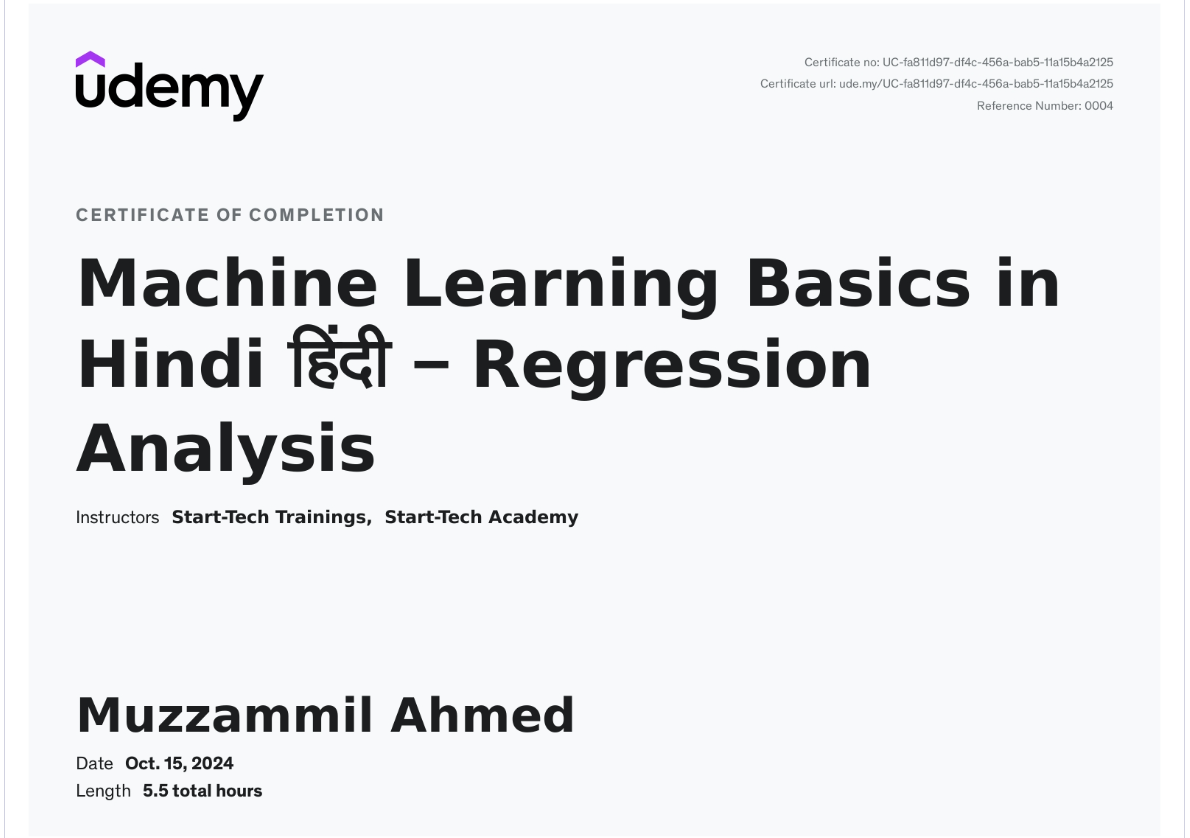 udemy
Certificate no: UC-fa811d97-df4c-456a-bab5-11a15b4a2125
Certificate url: ude.my/UC-fa811d97-df4c-456a-bab5-11a15b4a2125
Reference Number: 0004
CERTIFICATE OF COMPLETION
Machine Learning Basics in
Hindi हिंदी – Regression
Analysis
Instructors Start-Tech Trainings, Start-Tech Academy
Muzzammil Ahmed
Date Oct. 15, 2024
Length 5.5 total hours